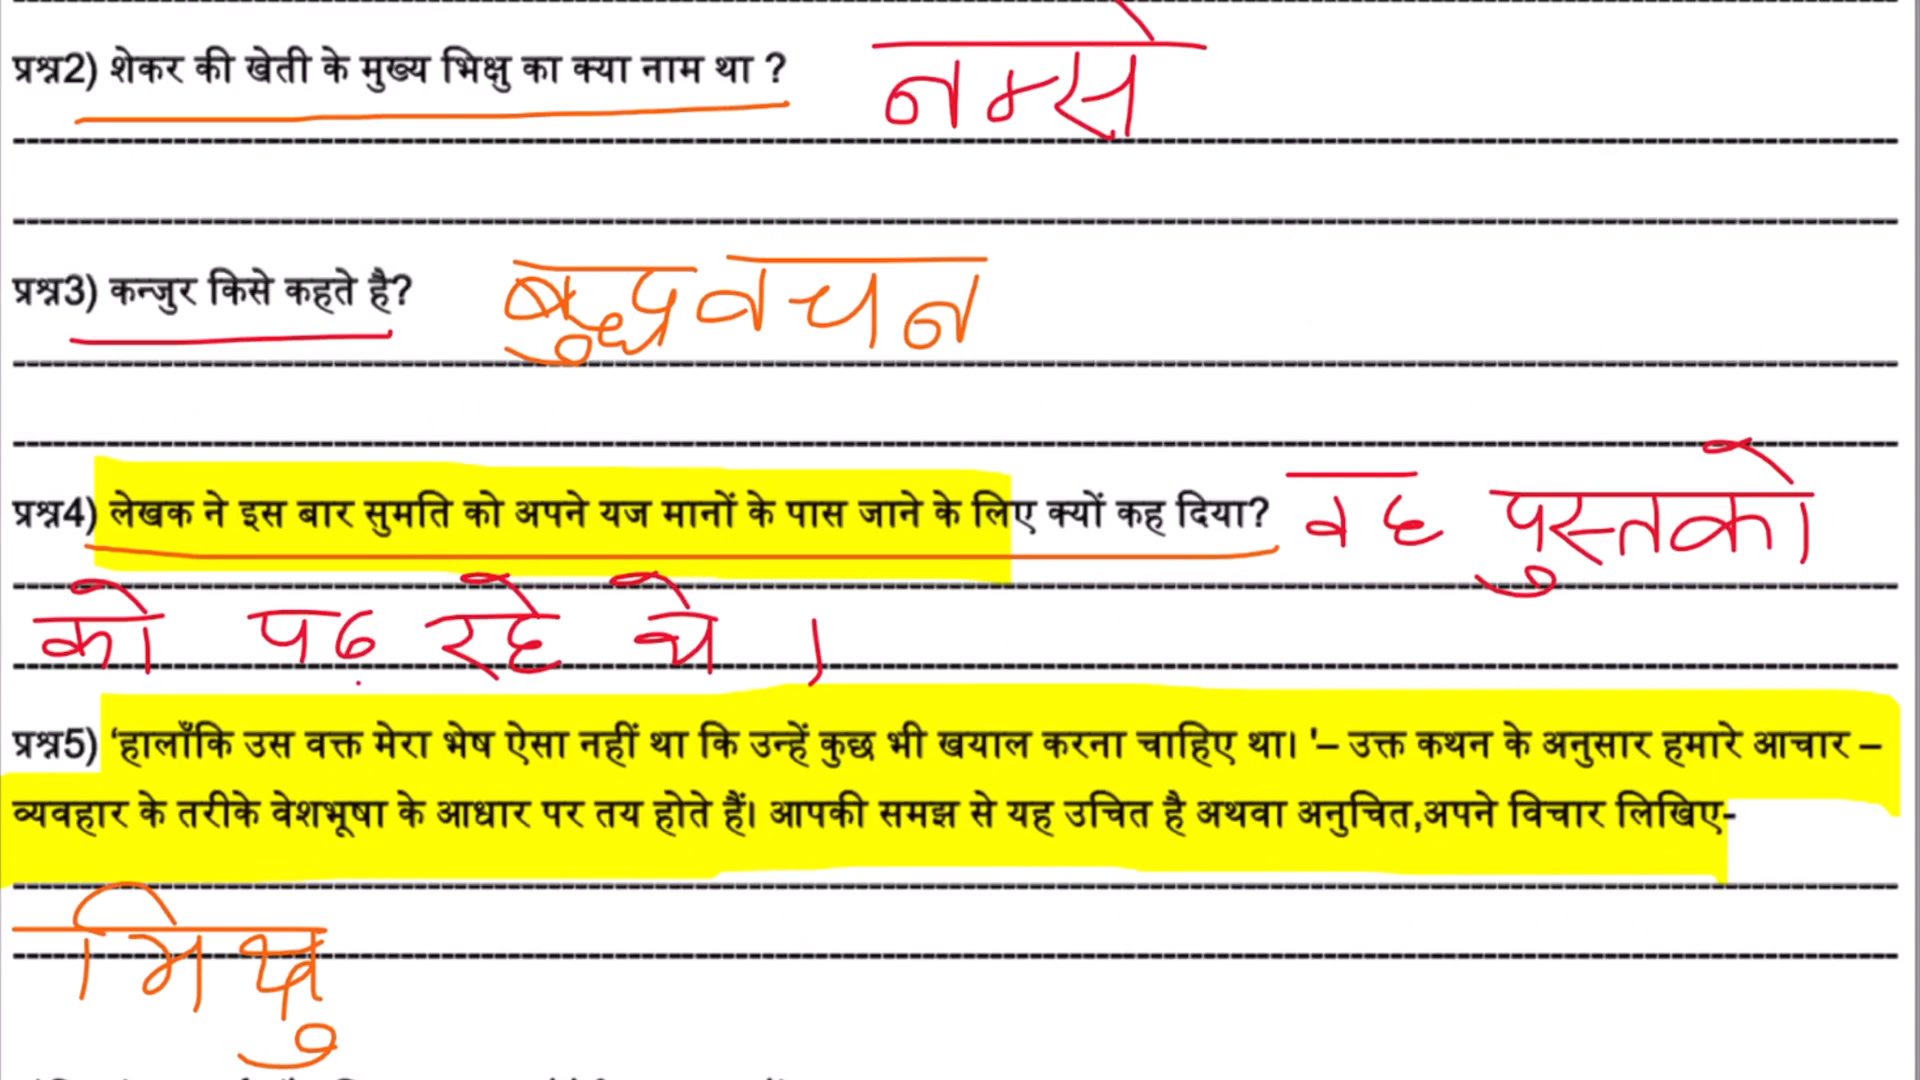 प्रश्न2) शेकर की खेती के मुख्य भिक्षु का क्या नाम था ? नम्से
प्रश्न3) कन्जुर किसे कहते है? बुद्धवचन
प्रश्न4) लेखक ने इस बार सुमति को अपने यज मानों के पास जाने के लिए क्यों कह दिया? वह पुस्तको
को पढ़ रहे थे ।
प्रश्न5) ‘हालाँकि उस वक्त मेरा भेष ऐसा नहीं था कि उन्हें कुछ भी खयाल करना चाहिए था। '– उक्त कथन के अनुसार हमारे आचार –
व्यवहार के तरीके वेशभूषा के आधार पर तय होते हैं। आपकी समझ से यह उचित है अथवा अनुचित,अपने विचार लिखिए-
भिक्षु